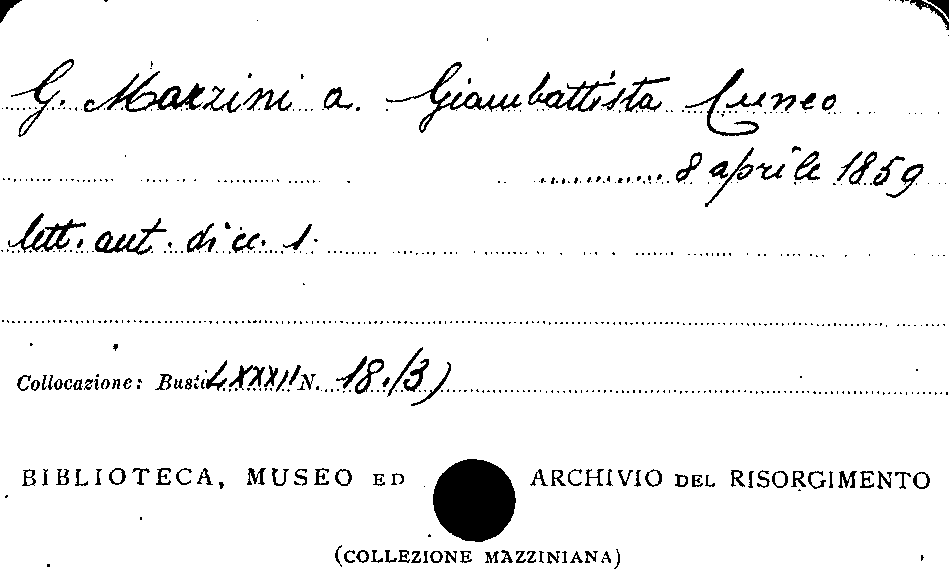 G. Mazzini a. Giambattista Cuneo
8 aprile 1859
lett. aut. di cc. 1.
Collocazione: Busta LXXXII N. 18./3)
BIBLIOTECA, MUSEO ED ARCHIVIO DEL RISORGIMENTO
(COLLEZIONE MAZZINIANA)